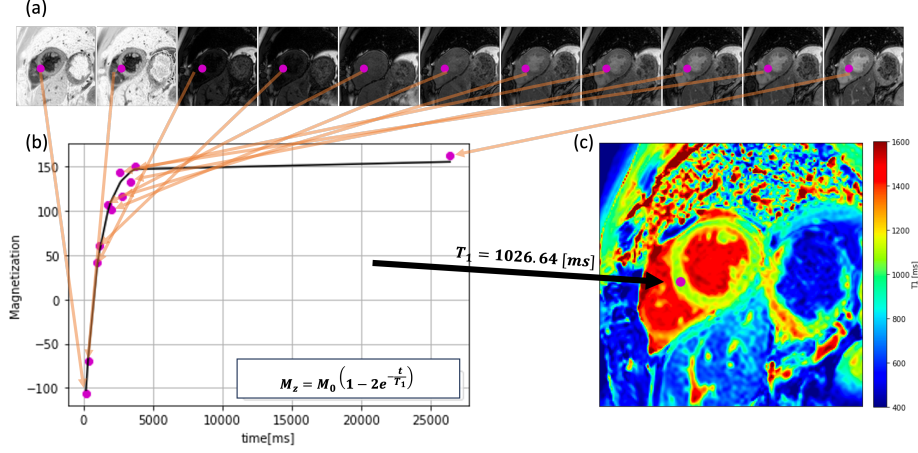 (a)
(b)
(c)
150
100
50
0
−50
−100
Magnetization
0
5000
10000
15000
20000
25000
time[ms]
M_z = M_0 (1 − 2e^{-t/T_1})
T_1 = 1026.64 [ms]
1600
1400
1200
1000
800
600
400
T1 [ms]